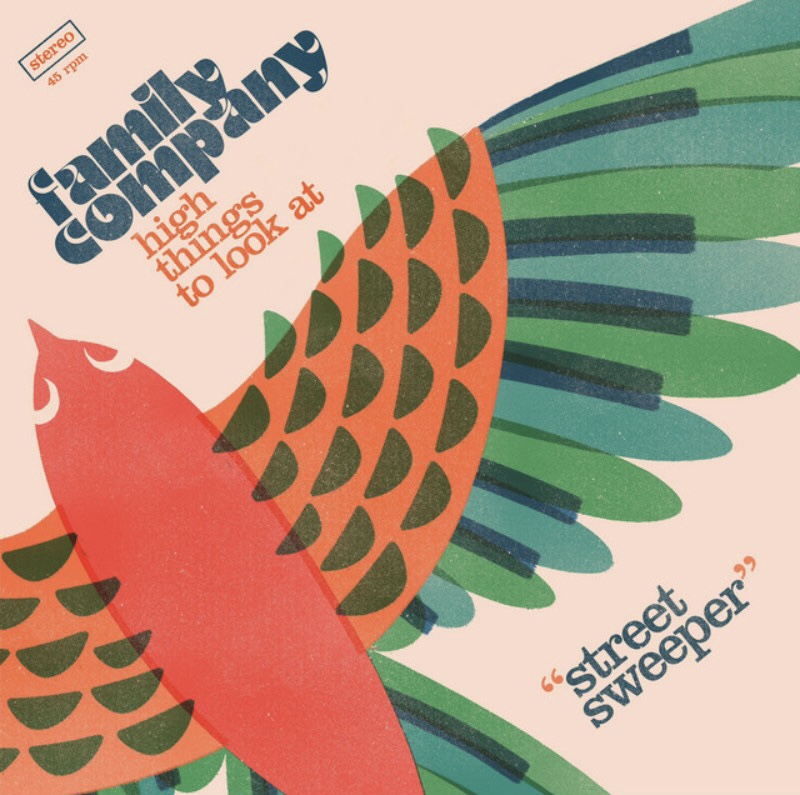 stereo
45 rpm
family
company
high
things
to look at
“street
sweeper”